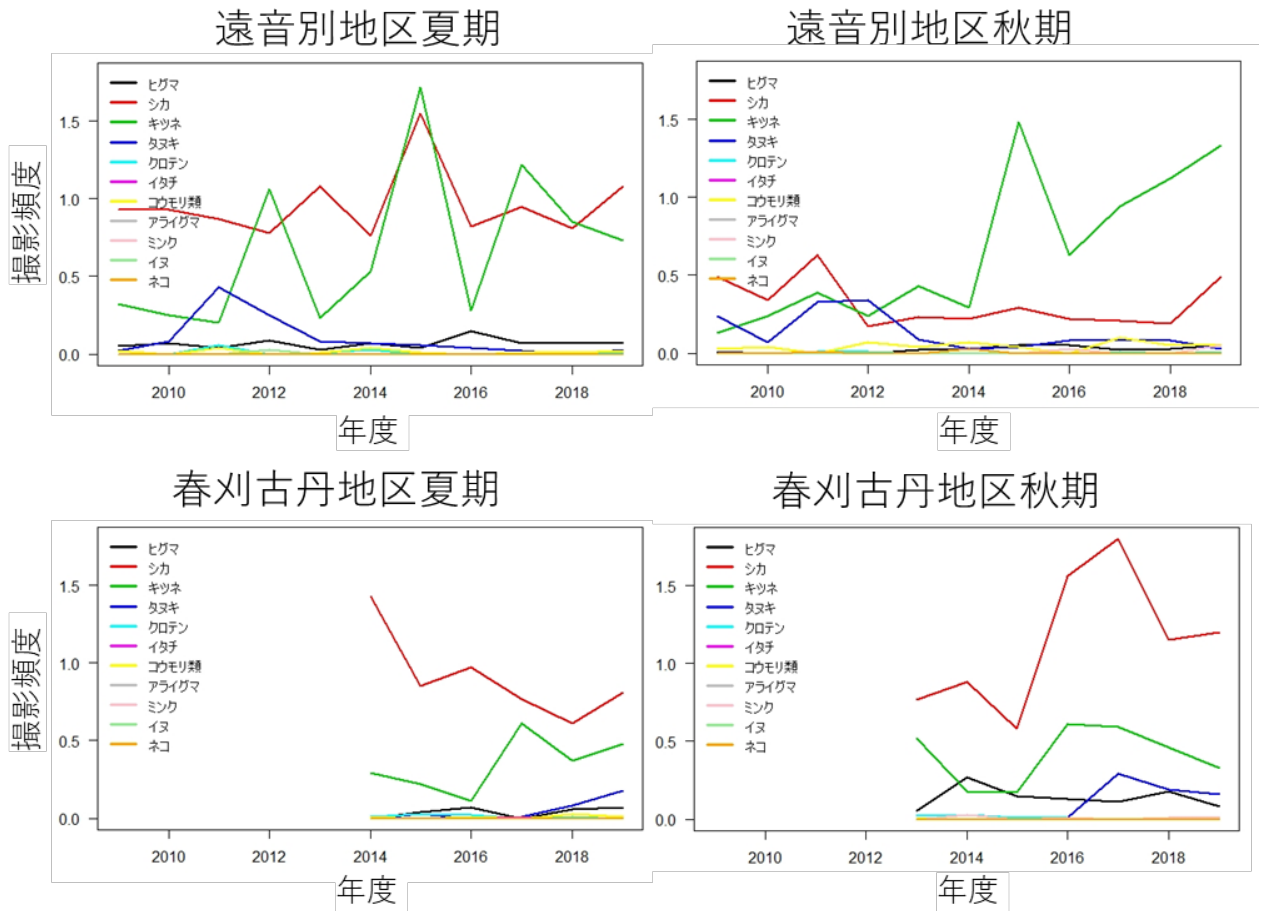 遠音別地区夏期
遠音別地区秋期
撮影頻度
1.5
1.0
0.5
0.0
ヒグマ
シカ
キツネ
タヌキ
クロテン
イタチ
コウモリ類
アライグマ
ミンク
イヌ
ネコ
2010 2012 2014 2016 2018
年度
1.5
1.0
0.5
0.0
ヒグマ
シカ
キツネ
タヌキ
クロテン
イタチ
コウモリ類
アライグマ
ミンク
イヌ
ネコ
2010 2012 2014 2016 2018
年度
春刈古丹地区夏期
春刈古丹地区秋期
撮影頻度
1.5
1.0
0.5
0.0
ヒグマ
シカ
キツネ
タヌキ
クロテン
イタチ
コウモリ類
アライグマ
ミンク
イヌ
ネコ
2010 2012 2014 2016 2018
年度
1.5
1.0
0.5
0.0
ヒグマ
シカ
キツネ
タヌキ
クロテン
イタチ
コウモリ類
アライグマ
ミンク
イヌ
ネコ
2010 2012 2014 2016 2018
年度